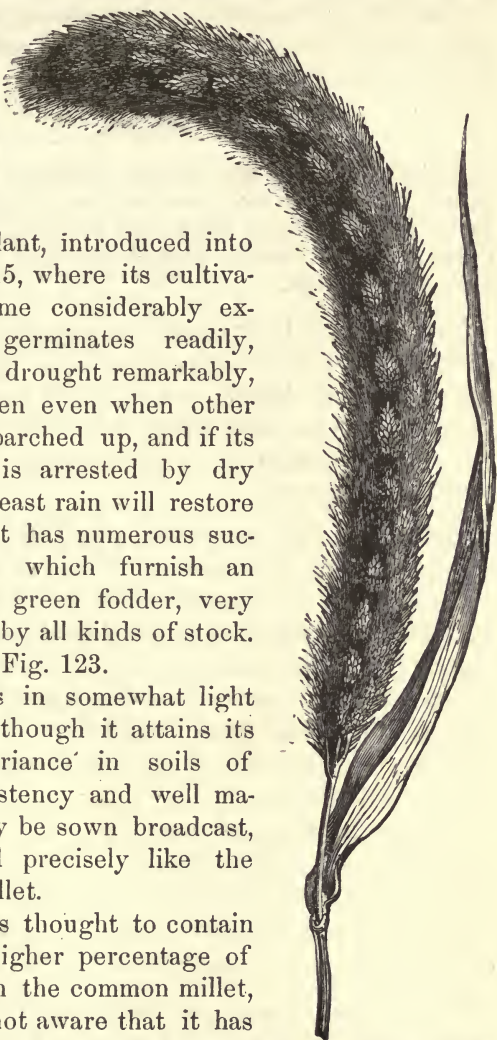 lant, introduced into
5, where its cultiva-
me considerably ex-
germinates readily,
drought remarkably,
en even when other
parched up, and if its
is arrested by dry
east rain will restore
t has numerous suc-
which furnish an
green fodder, very
by all kinds of stock.
Fig. 123.
s in somewhat light
though it attains its
riance in soils of
stency and well ma-
y be sown broadcast,
l precisely like the
llet.
s thought to contain
igher percentage of
n the common millet,
not aware that it has